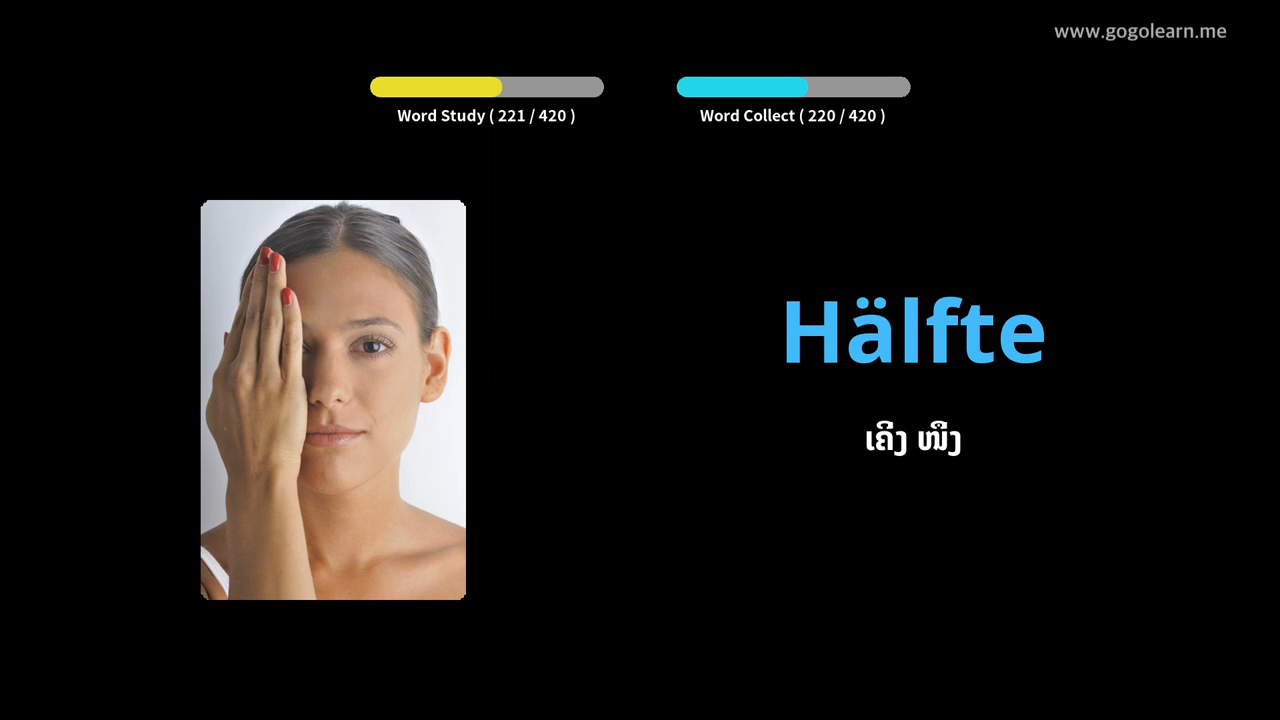 www.gogolearn.me
Word Study ( 221 / 420 )
Word Collect ( 220 / 420 )
Hälfte
ເຄິ່ງ ໜຶ່ງ